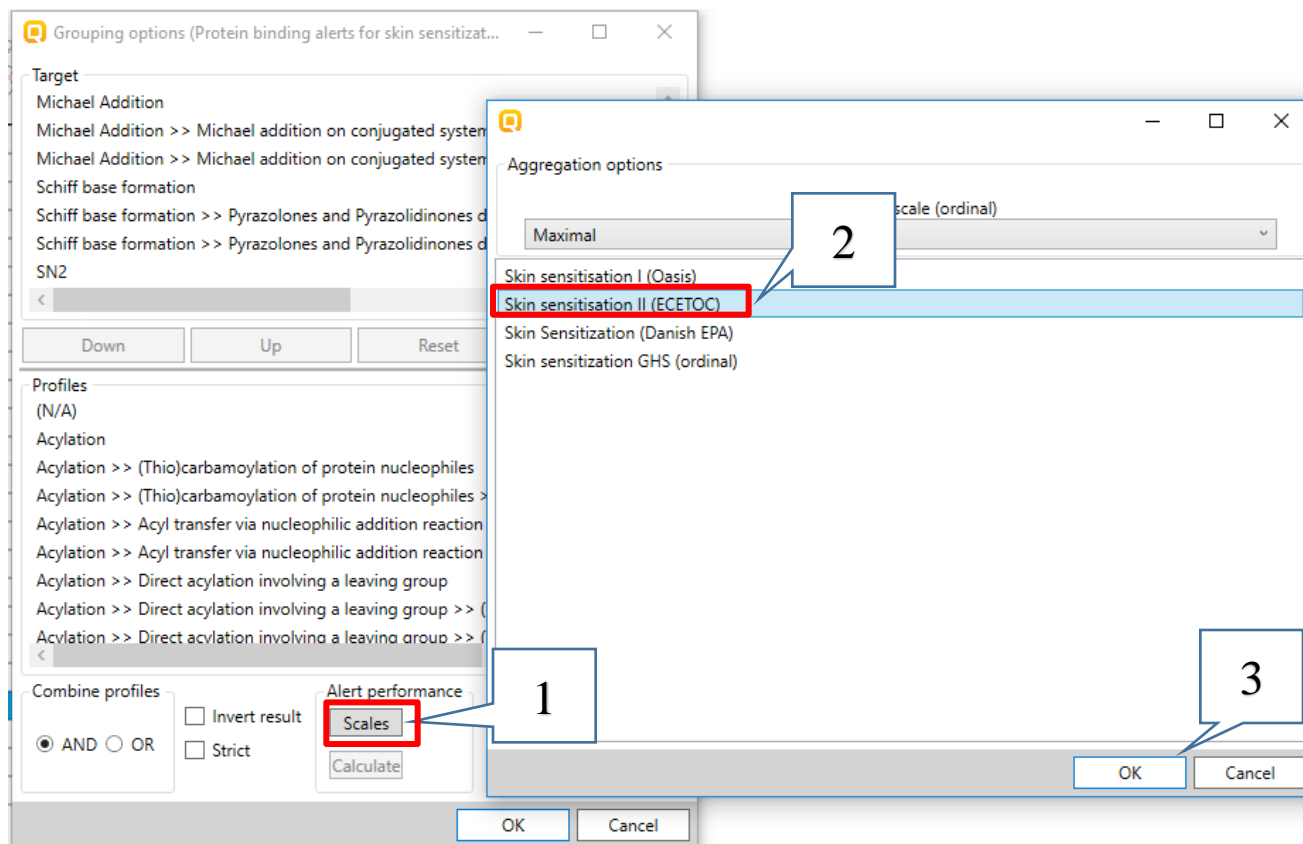 Grouping options (Protein binding alerts for skin sensitizat...
Target
Michael Addition
Michael Addition >> Michael addition on conjugated system
Michael Addition >> Michael addition on conjugated system
Schiff base formation
Schiff base formation >> Pyrazolones and Pyrazolidinones d
Schiff base formation >> Pyrazolones and Pyrazolidinones d
SN2
Down Up Reset
Profiles
(N/A)
Acylation
Acylation >> (Thio)carbamoylation of protein nucleophiles
Acylation >> (Thio)carbamoylation of protein nucleophiles >
Acylation >> Acyl transfer via nucleophilic addition reaction
Acylation >> Acyl transfer via nucleophilic addition reaction
Acylation >> Direct acylation involving a leaving group
Acylation >> Direct acylation involving a leaving group >> (
Acylation >> Direct acylation involving a leaving group >> (
Combine profiles
AND OR
Invert result
Strict
Alert performance
Scales
Calculate
1
OK Cancel
Aggregation options
scale (ordinal)
Maximal
2
Skin sensitisation I (Oasis)
Skin sensitisation II (ECETOC)
Skin Sensitization (Danish EPA)
Skin sensitization GHS (ordinal)
3
OK Cancel